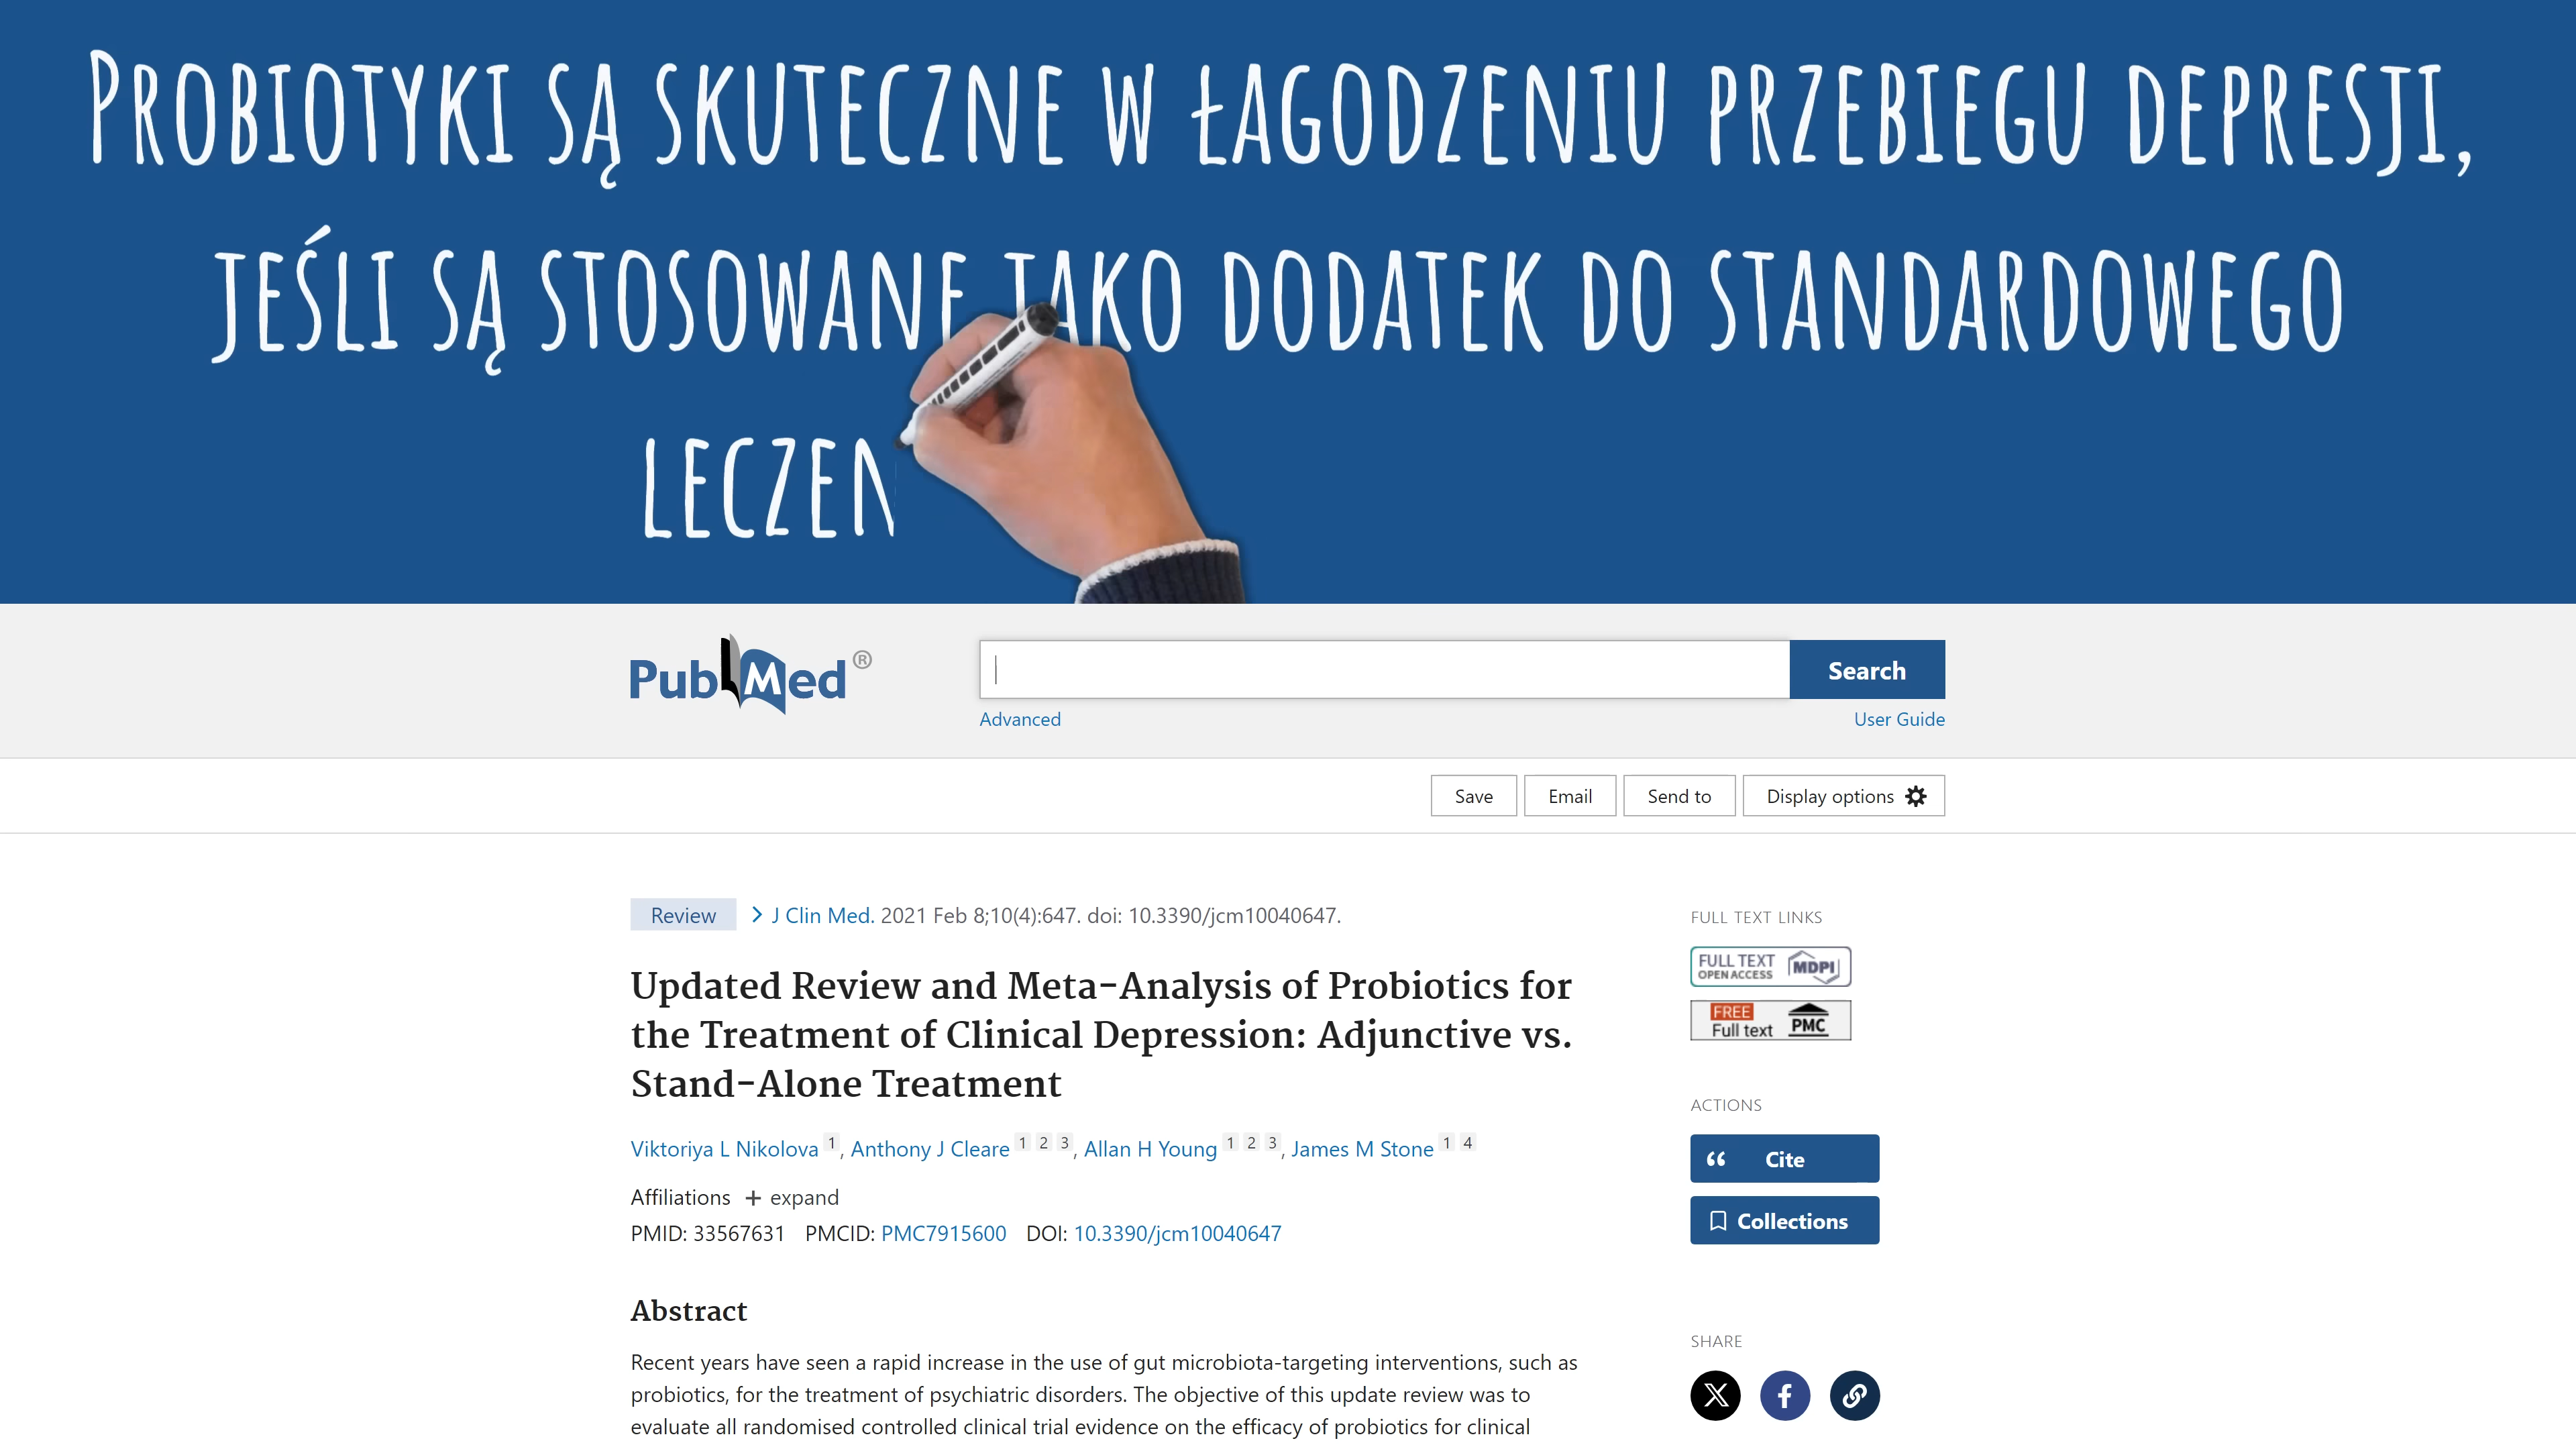 Probiotyki są skuteczne w łagodzeniu przebiegu depresji,
jeśli są stosowane jako dodatek do standardowego
leczen
PubMed®
Search
Advanced
User Guide
Save
Email
Send to
Display options
Review
J Clin Med. 2021 Feb 8;10(4):647. doi: 10.3390/jcm10040647.
Updated Review and Meta-Analysis of Probiotics for
the Treatment of Clinical Depression: Adjunctive vs.
Stand-Alone Treatment
Viktoriya L Nikolova 1, Anthony J Cleare 1 2 3, Allan H Young 1 2 3, James M Stone 1 4
Affiliations + expand
PMID: 33567631 PMCID: PMC7915600 DOI: 10.3390/jcm10040647
Abstract
Recent years have seen a rapid increase in the use of gut microbiota-targeting interventions, such as
probiotics, for the treatment of psychiatric disorders. The objective of this update review was to
evaluate all randomised controlled clinical trial evidence on the efficacy of probiotics for clinical
FULL TEXT LINKS
FULL TEXT
OPEN ACCESS
MDPI
FREE
Full text
PMC
ACTIONS
Cite
Collections
SHARE